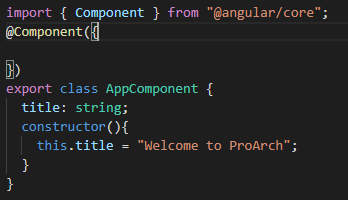 import { Component } from "@angular/core";
@Component({

})
export class AppComponent {
  title: string;
  constructor(){
    this.title = "Welcome to ProArch";
  }
}